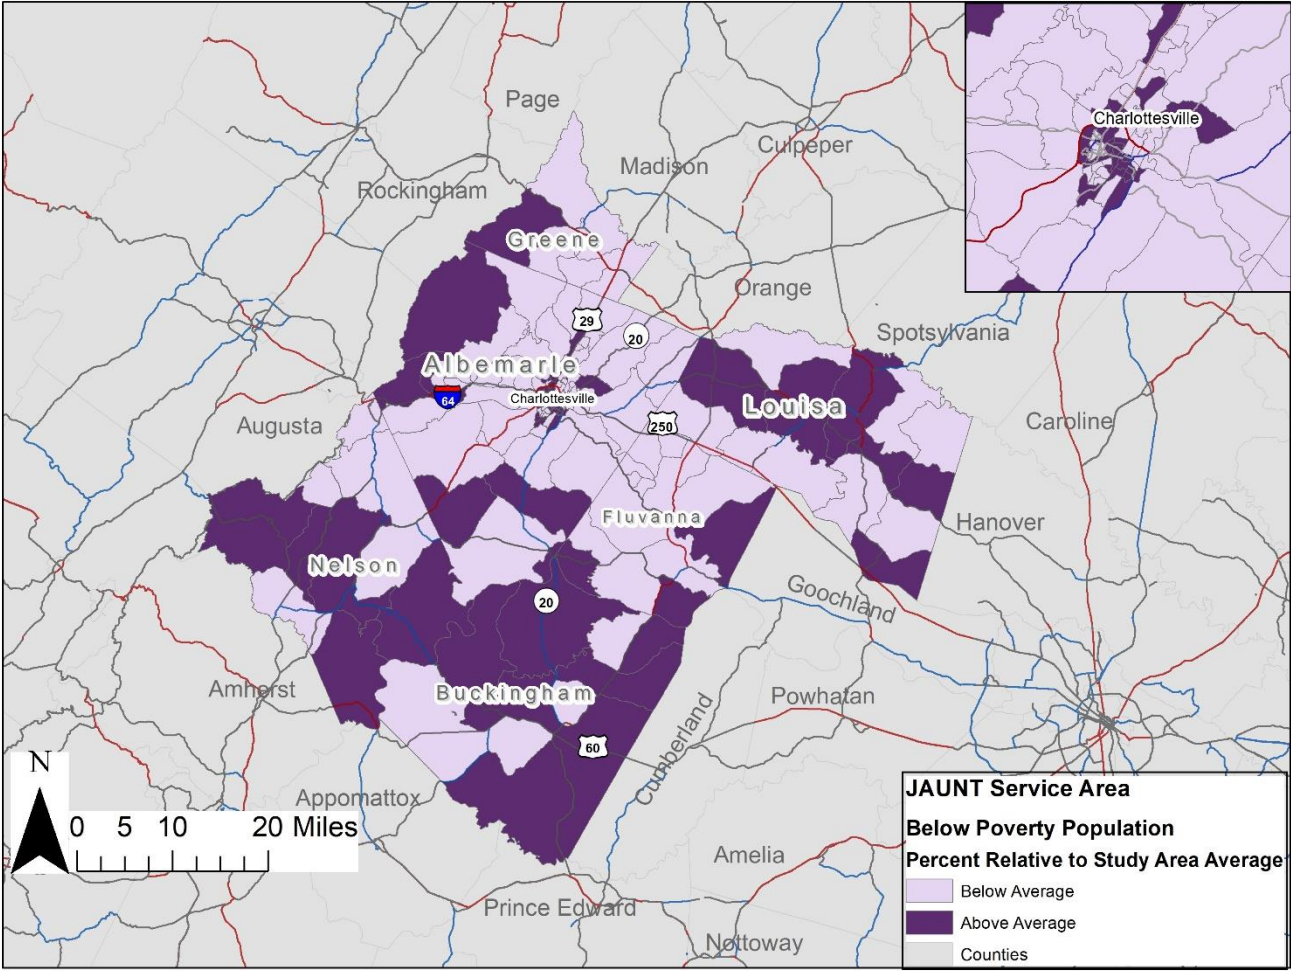 Page
Madison
Culpeper
Rockingham
Greene
Orange
Spotsylvania
29
20
Albemarle
64
Charlottesville
Louisa
250
Augusta
Caroline
Fluvanna
Hanover
Nelson
20
Goochland
Amherst
Buckingham
Powhatan
60
Cumberland
Appomattox
Amelia
Prince Edward
Nottoway
Charlottesville
N
0 5 10 20 Miles
JAUNT Service Area
Below Poverty Population
Percent Relative to Study Area Average
Below Average
Above Average
Counties